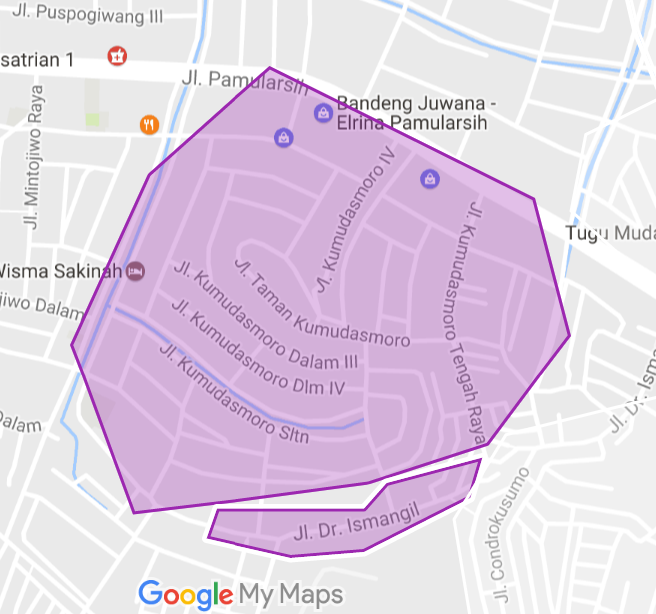 Jl. Puspogiwang III
satrian 1
Jl. Pamularsih
Bandeng Juwana -
Elrina Pamularsih
Jl. Mintojiwo Raya
Jl. Kumudasmoro IV
Jl. Kumudasmoro Tengah Raya
Tugu Muda
Wisma Sakinah
jiwo Dalam
Jl. Taman Kumudasmoro
Jl. Kumudasmoro Dalam III
Jl. Kumudasmoro Dlm IV
Jl. Kumudasmoro Sltn
Dalam
Jl. Dr. Isma
Jl. Dr. Ismangil
Jl. Condrokusumo
Google My Maps